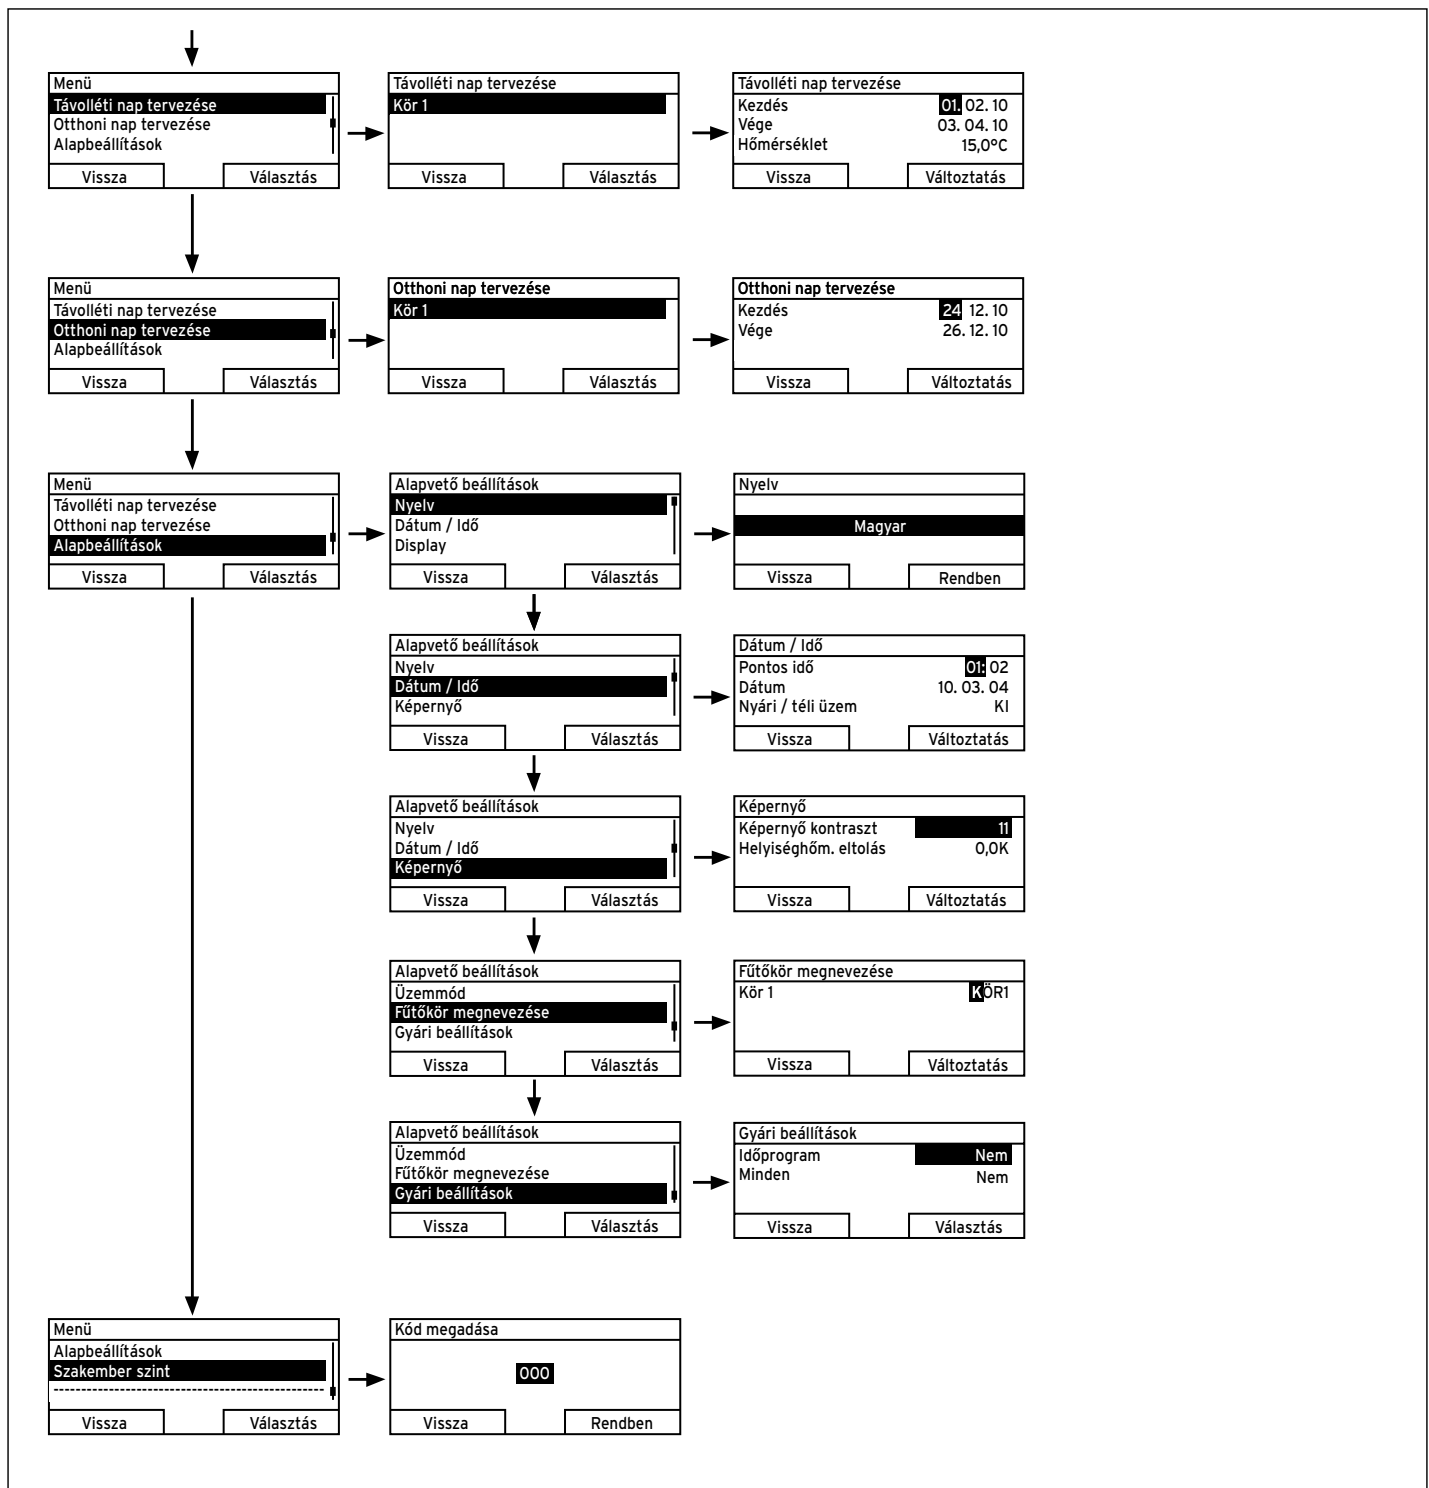 Menü
Távolléti nap tervezése
Otthoni nap tervezése
Alapbeállítások
Vissza Választás
Távolléti nap tervezése
Kör 1
Vissza Választás
Távolléti nap tervezése
Kezdés 01. 02. 10
Vége 03. 04. 10
Hőmérséklet 15,0°C
Vissza Változtatás
Menü
Távolléti nap tervezése
Otthoni nap tervezése
Alapbeállítások
Vissza Választás
Otthoni nap tervezése
Kör 1
Vissza Választás
Otthoni nap tervezése
Kezdés 24 12. 10
Vége 26. 12. 10
Vissza Változtatás
Menü
Távolléti nap tervezése
Otthoni nap tervezése
Alapbeállítások
Vissza Választás
Alapvető beállítások
Nyelv
Dátum / Idő
Display
Vissza Választás
Nyelv
Magyar
Vissza Rendben
Alapvető beállítások
Nyelv
Dátum / Idő
Képernyő
Vissza Választás
Dátum / Idő
Pontos idő 01: 02
Dátum 10. 03. 04
Nyári / téli üzem KI
Vissza Változtatás
Alapvető beállítások
Nyelv
Dátum / Idő
Képernyő
Vissza Választás
Képernyő
Képernyő kontraszt 11
Helyiséghőm. eltolás 0,0K
Vissza Változtatás
Alapvető beállítások
Üzemmód
Fűtőkör megnevezése
Gyári beállítások
Vissza Választás
Fűtőkör megnevezése
Kör 1 KÖR1
Vissza Változtatás
Alapvető beállítások
Üzemmód
Fűtőkör megnevezése
Gyári beállítások
Vissza Választás
Gyári beállítások
Időprogram Nem
Minden Nem
Vissza Választás
Menü
Alapbeállítások
Szakember szint
----------------------------------------
Vissza Választás
Kód megadása
000
Vissza Rendben